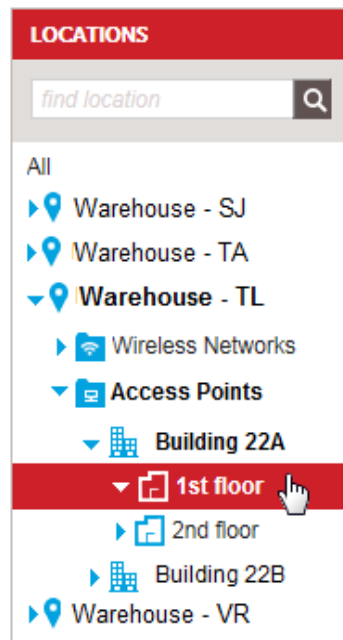 LOCATIONS
find location
All
Warehouse - SJ
Warehouse - TA
Warehouse - TL
Wireless Networks
Access Points
Building 22A
1st floor
2nd floor
Building 22B
Warehouse - VR